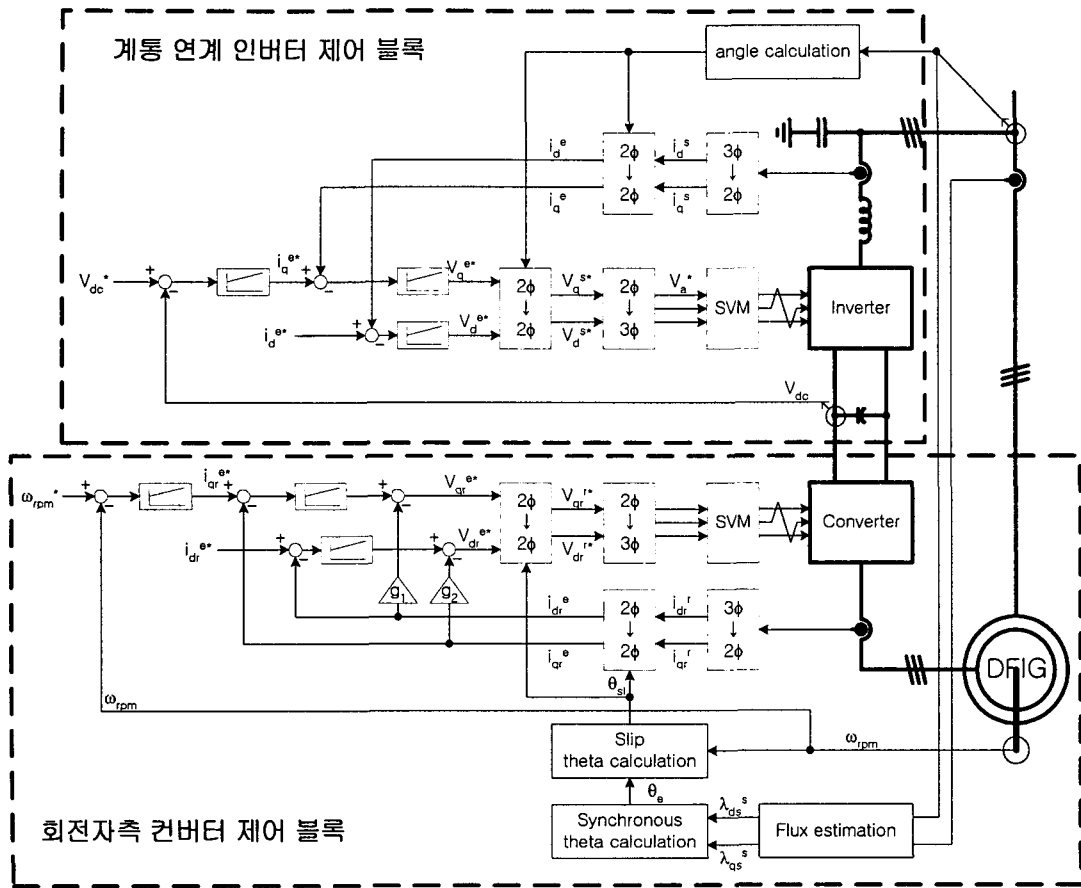 계통 연계 인버터 제어 블록
angle calculation
i_d^e
2ϕ
↓
2ϕ
i_d^s
3ϕ
↓
2ϕ
i_q^e
i_q^s
V_dc*
+
-
i_q^e*
+
-
V_q^e*
2ϕ
↓
2ϕ
V_q^s*
2ϕ
↓
3ϕ
V_a*
SVM
Inverter
i_d^e*
+
-
V_d^e*
V_d^s*
V_dc
ω_rpm*
+
-
i_qr^e*
+
-
+
-
V_qr^e*
2ϕ
↓
2ϕ
V_qr^r*
2ϕ
↓
3ϕ
SVM
Converter
i_dr^e*
+
-
+
-
V_dr^e*
V_dr^r*
g_1
g_2
i_dr^e
2ϕ
↓
2ϕ
i_dr^r
3ϕ
↓
2ϕ
i_qr^e
i_qr^r
DFIG
θ_sl
ω_rpm
Slip
theta calculation
ω_rpm
θ_e
Synchronous
theta calculation
λ_ds^s
λ_qs^s
Flux estimation
회전자측 컨버터 제어 블록